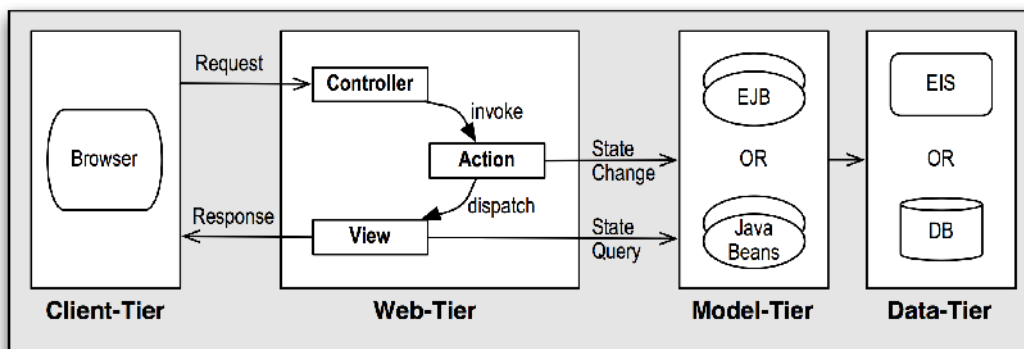 Request
Controller
invoke
Browser
Action
State
Change
dispatch
Response
View
State
Query
EJB
OR
Java
Beans
EIS
OR
DB
Client-Tier
Web-Tier
Model-Tier
Data-Tier